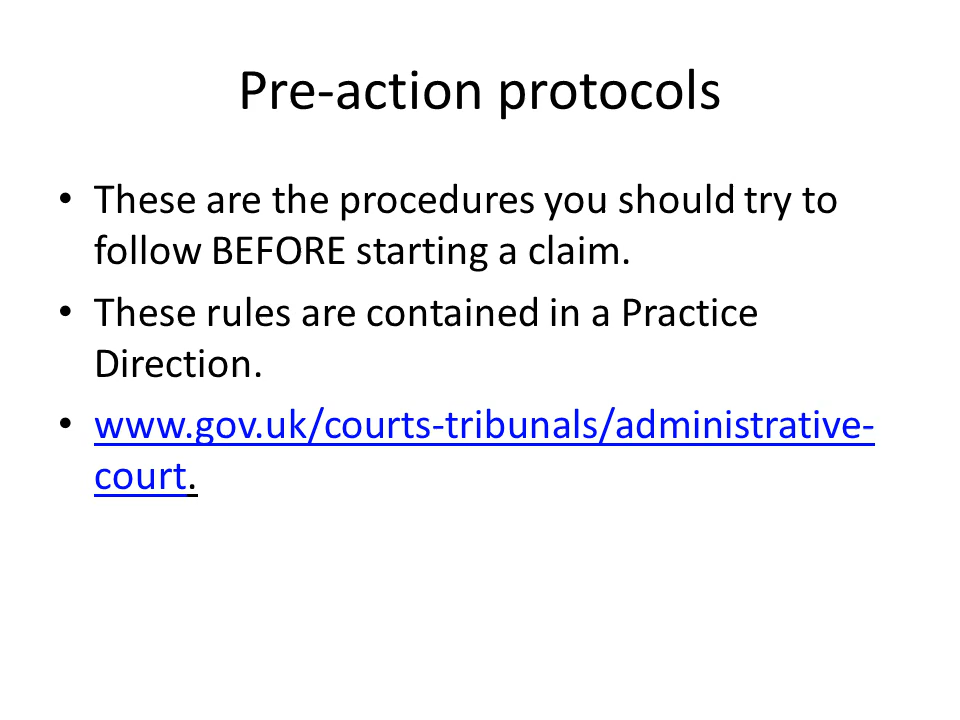 Pre-action protocols
• These are the procedures you should try to
follow BEFORE starting a claim.
• These rules are contained in a Practice
Direction.
• www.gov.uk/courts-tribunals/administrative-
court.